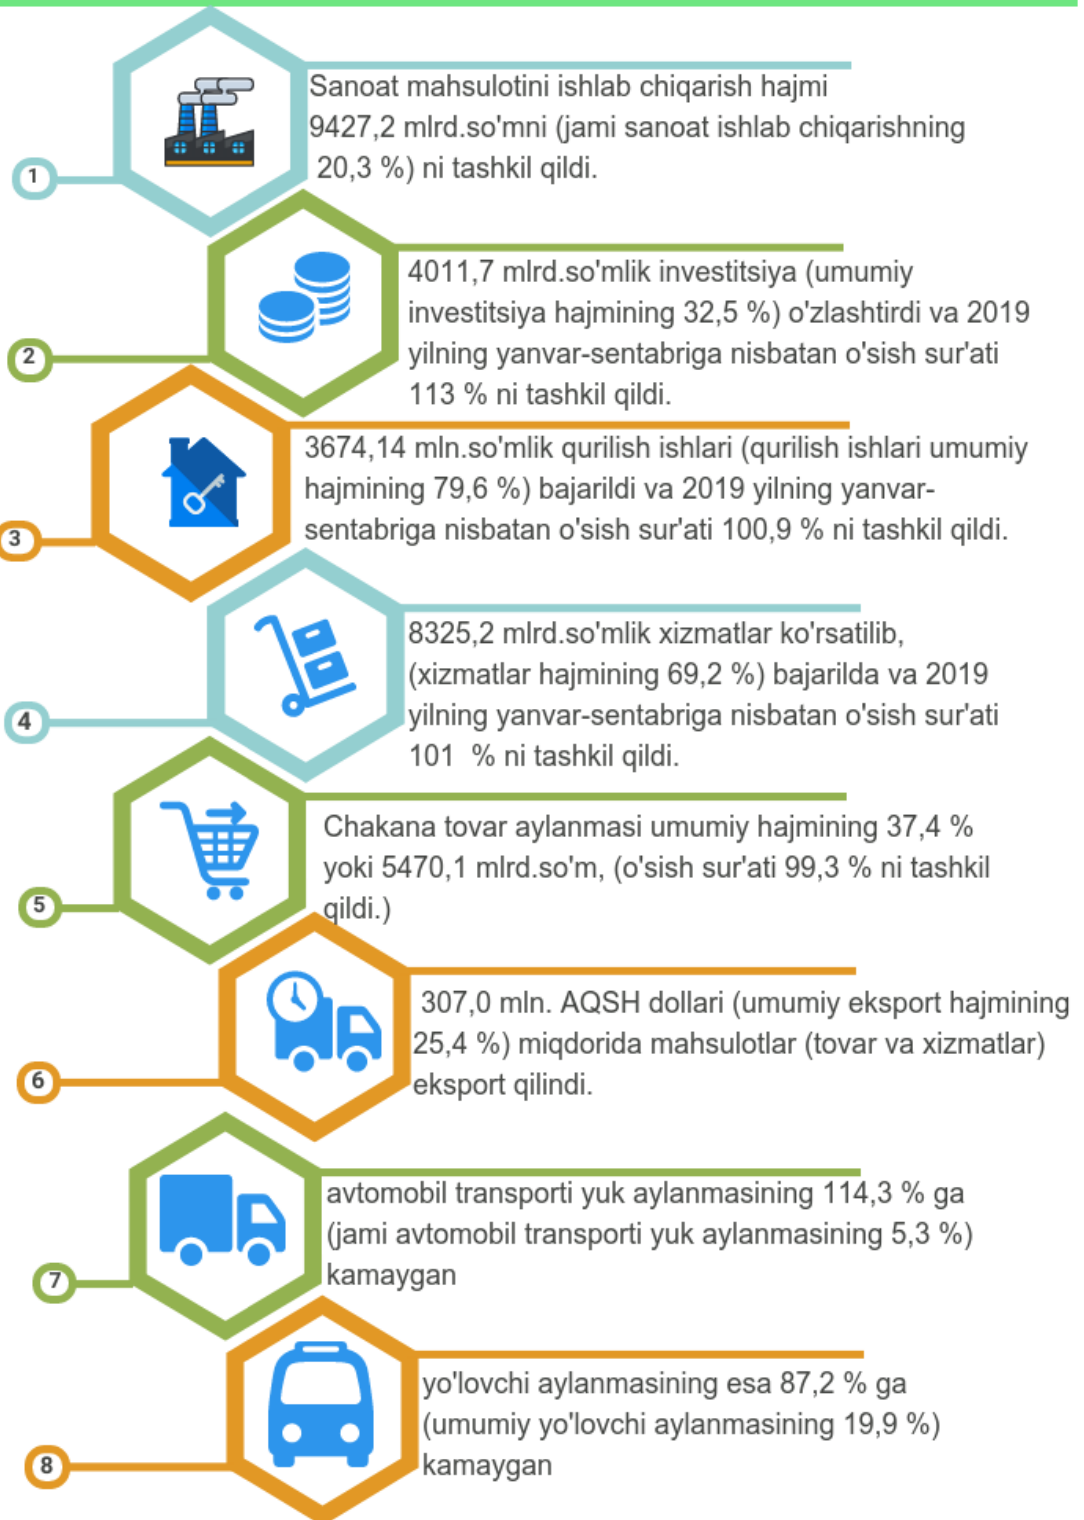 1
Sanoat mahsulotini ishlab chiqarish hajmi
9427,2 mlrd.so'mni (jami sanoat ishlab chiqarishning
20,3 %) ni tashkil qildi.
2
4011,7 mlrd.so'mlik investitsiya (umumiy
investitsiya hajmining 32,5 %) o'zlashtirdi va 2019
yilning yanvar-sentabriga nisbatan o'sish sur'ati
113 % ni tashkil qildi.
3
3674,14 mln.so'mlik qurilish ishlari (qurilish ishlari umumiy
hajmining 79,6 %) bajarildi va 2019 yilning yanvar-
sentabriga nisbatan o'sish sur'ati 100,9 % ni tashkil qildi.
4
8325,2 mlrd.so'mlik xizmatlar ko'rsatilib,
(xizmatlar hajmining 69,2 %) bajarilda va 2019
yilning yanvar-sentabriga nisbatan o'sish sur'ati
101  % ni tashkil qildi.
5
Chakana tovar aylanmasi umumiy hajmining 37,4 %
yoki 5470,1 mlrd.so'm, (o'sish sur'ati 99,3 % ni tashkil
qildi.)
6
307,0 mln. AQSH dollari (umumiy eksport hajmining
25,4 %) miqdorida mahsulotlar (tovar va xizmatlar)
eksport qilindi.
7
avtomobil transporti yuk aylanmasining 114,3 % ga
(jami avtomobil transporti yuk aylanmasining 5,3 %)
kamaygan
8
yo'lovchi aylanmasining esa 87,2 % ga
(umumiy yo'lovchi aylanmasining 19,9 %)
kamaygan